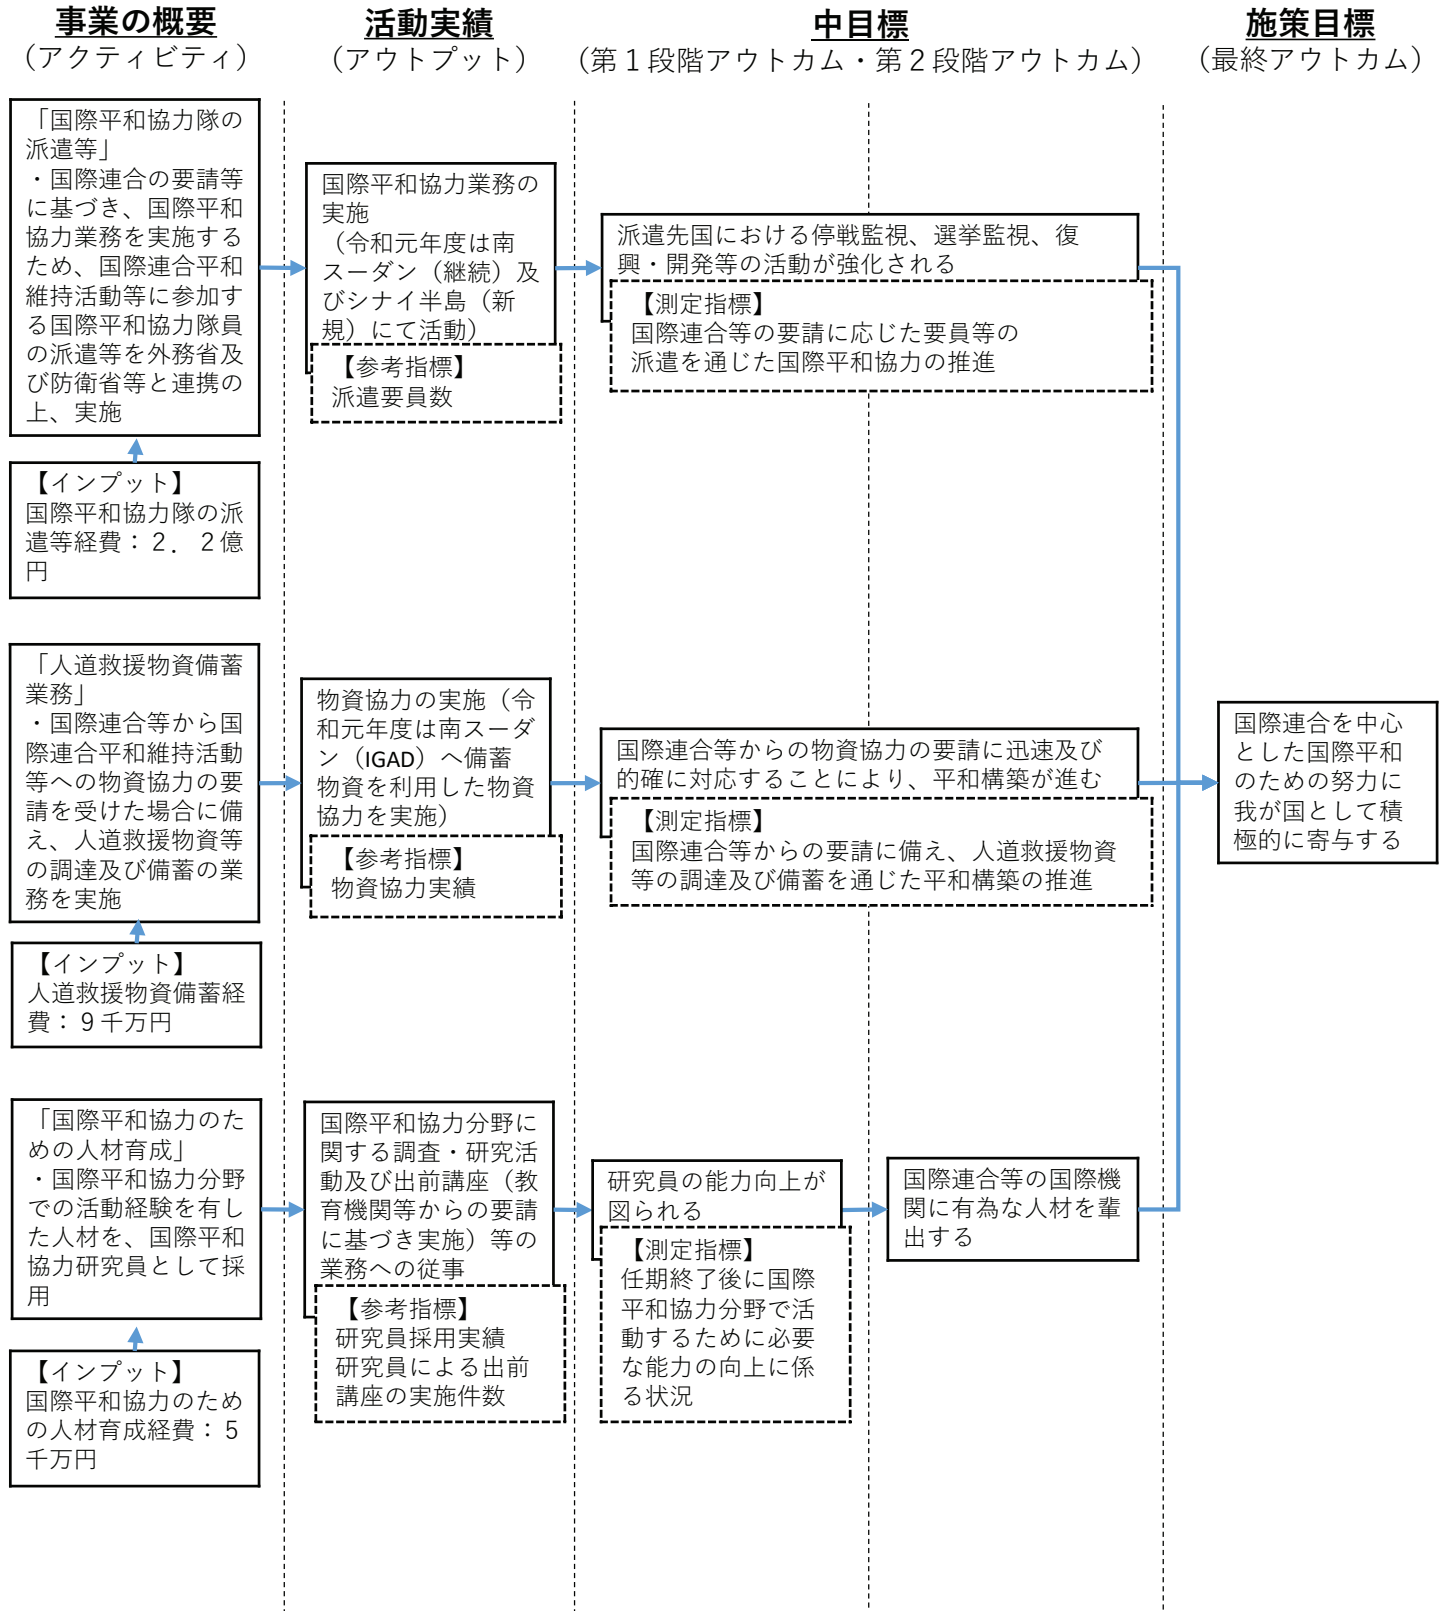 事業の概要
（アクティビティ）
活動実績
（アウトプット）
中目標
（第１段階アウトカム・第２段階アウトカム）
施策目標
（最終アウトカム）
「国際平和協力隊の
派遣等」
・国際連合の要請等
に基づき、国際平和
協力業務を実施する
ため、国際連合平和
維持活動等に参加す
る国際平和協力隊員
の派遣等を外務省及
び防衛省等と連携の
上、実施
【インプット】
国際平和協力隊の派
遣等経費：２．２億
円
国際平和協力業務の
実施
（令和元年度は南
スーダン（継続）及
びシナイ半島（新
規）にて活動）
【参考指標】
派遣要員数
派遣先国における停戦監視、選挙監視、復
興・開発等の活動が強化される
【測定指標】
国際連合等の要請に応じた要員等の
派遣を通じた国際平和協力の推進
「人道救援物資備蓄
業務」
・国際連合等から国
際連合平和維持活動
等への物資協力の要
請を受けた場合に備
え、人道救援物資等
の調達及び備蓄の業
務を実施
【インプット】
人道救援物資備蓄経
費：９千万円
物資協力の実施（令
和元年度は南スーダ
ン（IGAD）へ備蓄
物資を利用した物資
協力を実施）
【参考指標】
物資協力実績
国際連合等からの物資協力の要請に迅速及び
的確に対応することにより、平和構築が進む
【測定指標】
国際連合等からの要請に備え、人道救援物資
等の調達及び備蓄を通じた平和構築の推進
国際連合を中心
とした国際平和
のための努力に
我が国として積
極的に寄与する
「国際平和協力のた
めの人材育成」
・国際平和協力分野
での活動経験を有し
た人材を、国際平和
協力研究員として採
用
【インプット】
国際平和協力のため
の人材育成経費：５
千万円
国際平和協力分野に
関する調査・研究活
動及び出前講座（教
育機関等からの要請
に基づき実施）等の
業務への従事
【参考指標】
研究員採用実績
研究員による出前
講座の実施件数
研究員の能力向上が
図られる
【測定指標】
任期終了後に国際
平和協力分野で活
動するために必要
な能力の向上に係
る状況
国際連合等の国際機
関に有為な人材を輩
出する